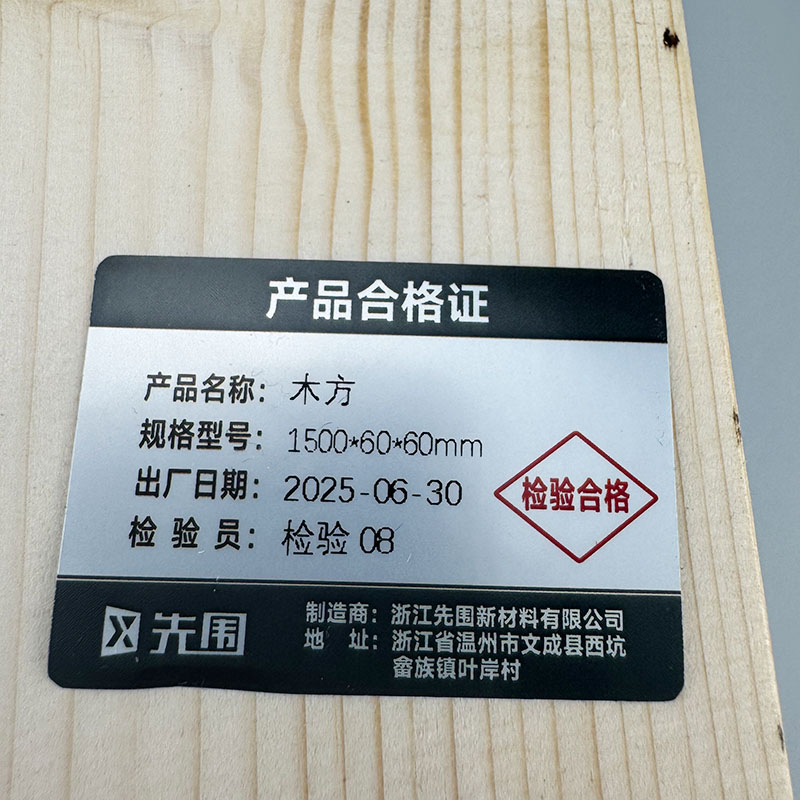 产品合格证
产品名称：木方
规格型号：1500*60*60mm
出厂日期：2025-06-30
检验员：检验08
检验合格
先围
制造商：浙江先围新材料有限公司
地 址：浙江省温州市文成县西坑
畲族镇叶岸村